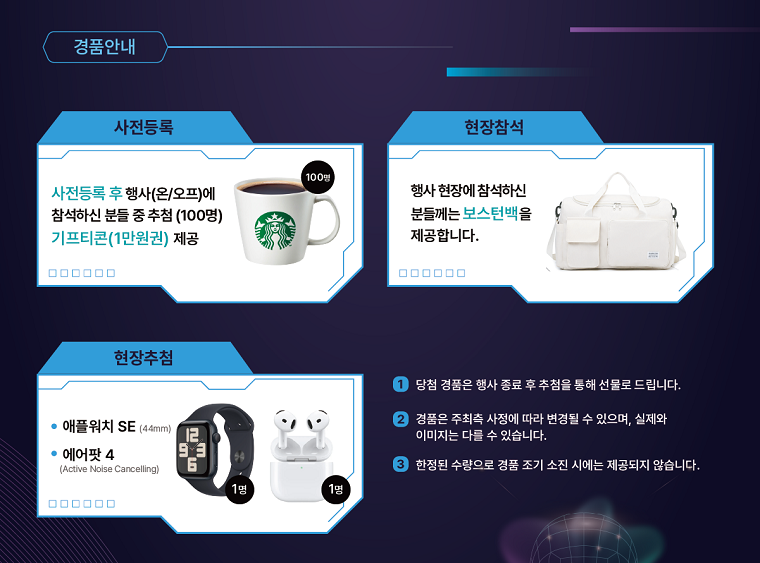 경품안내
사전등록
사전등록 후 행사(온/오프)에
참석하신 분들 중 추첨 (100명)
기프티콘(1만원권) 제공
100명
현장참석
행사 현장에 참석하신
분들께는 보스턴백을
제공합니다.
현장추첨
애플워치 SE (44mm)
에어팟 4
(Active Noise Cancelling)
1명
1명
1 당첨 경품은 행사 종료 후 추첨을 통해 선물로 드립니다.
2 경품은 주최측 사정에 따라 변경될 수 있으며, 실제와
이미지는 다를 수 있습니다.
3 한정된 수량으로 경품 조기 소진 시에는 제공되지 않습니다.